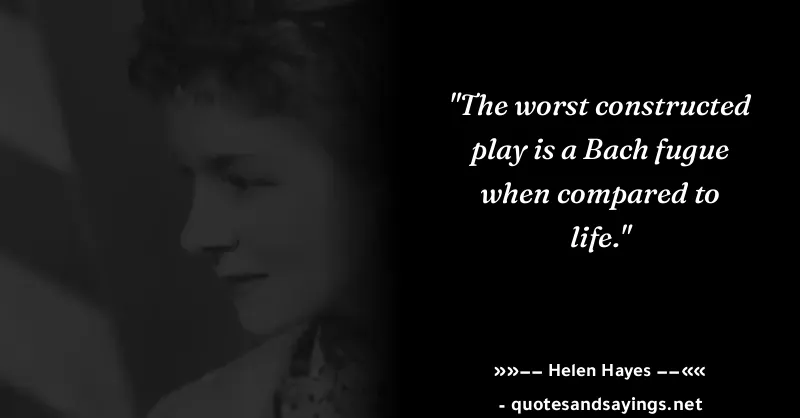 "The worst constructed
play is a Bach fugue
when compared to
life."
»»−− Helen Hayes −−««
- quotesandsayings.net